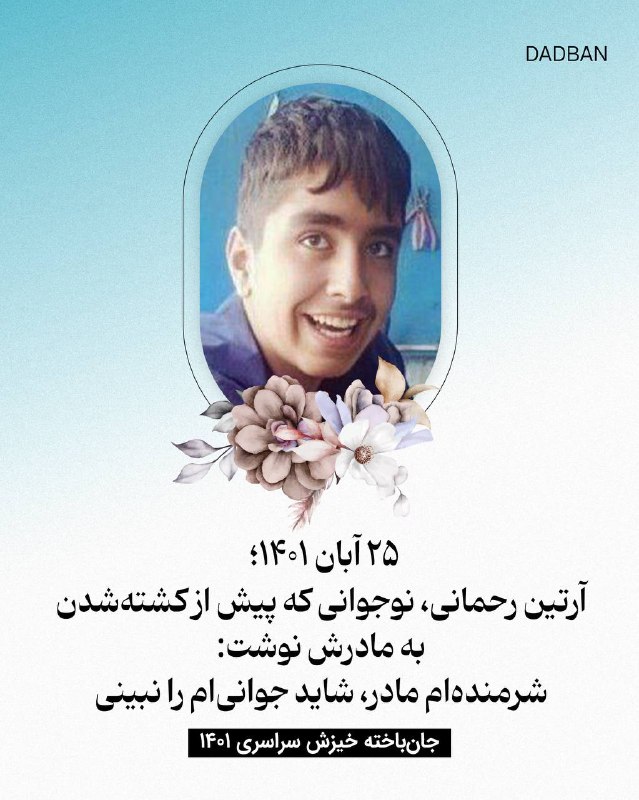 DADBAN
۲۵ آبان ۱۴۰۱؛
آرتین رحمانی، نوجوانی که پیش از کشته‌شدن
به مادرش نوشت:
شرمنده‌ام مادر، شاید جوانی‌ام را نبینی
جان‌باخته خیزش سراسری ۱۴۰۱